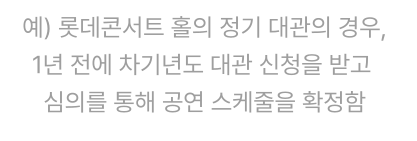 예) 롯데콘서트 홀의 정기 대관의 경우,
1년 전에 차기년도 대관 신청을 받고
심의를 통해 공연 스케줄을 확정함